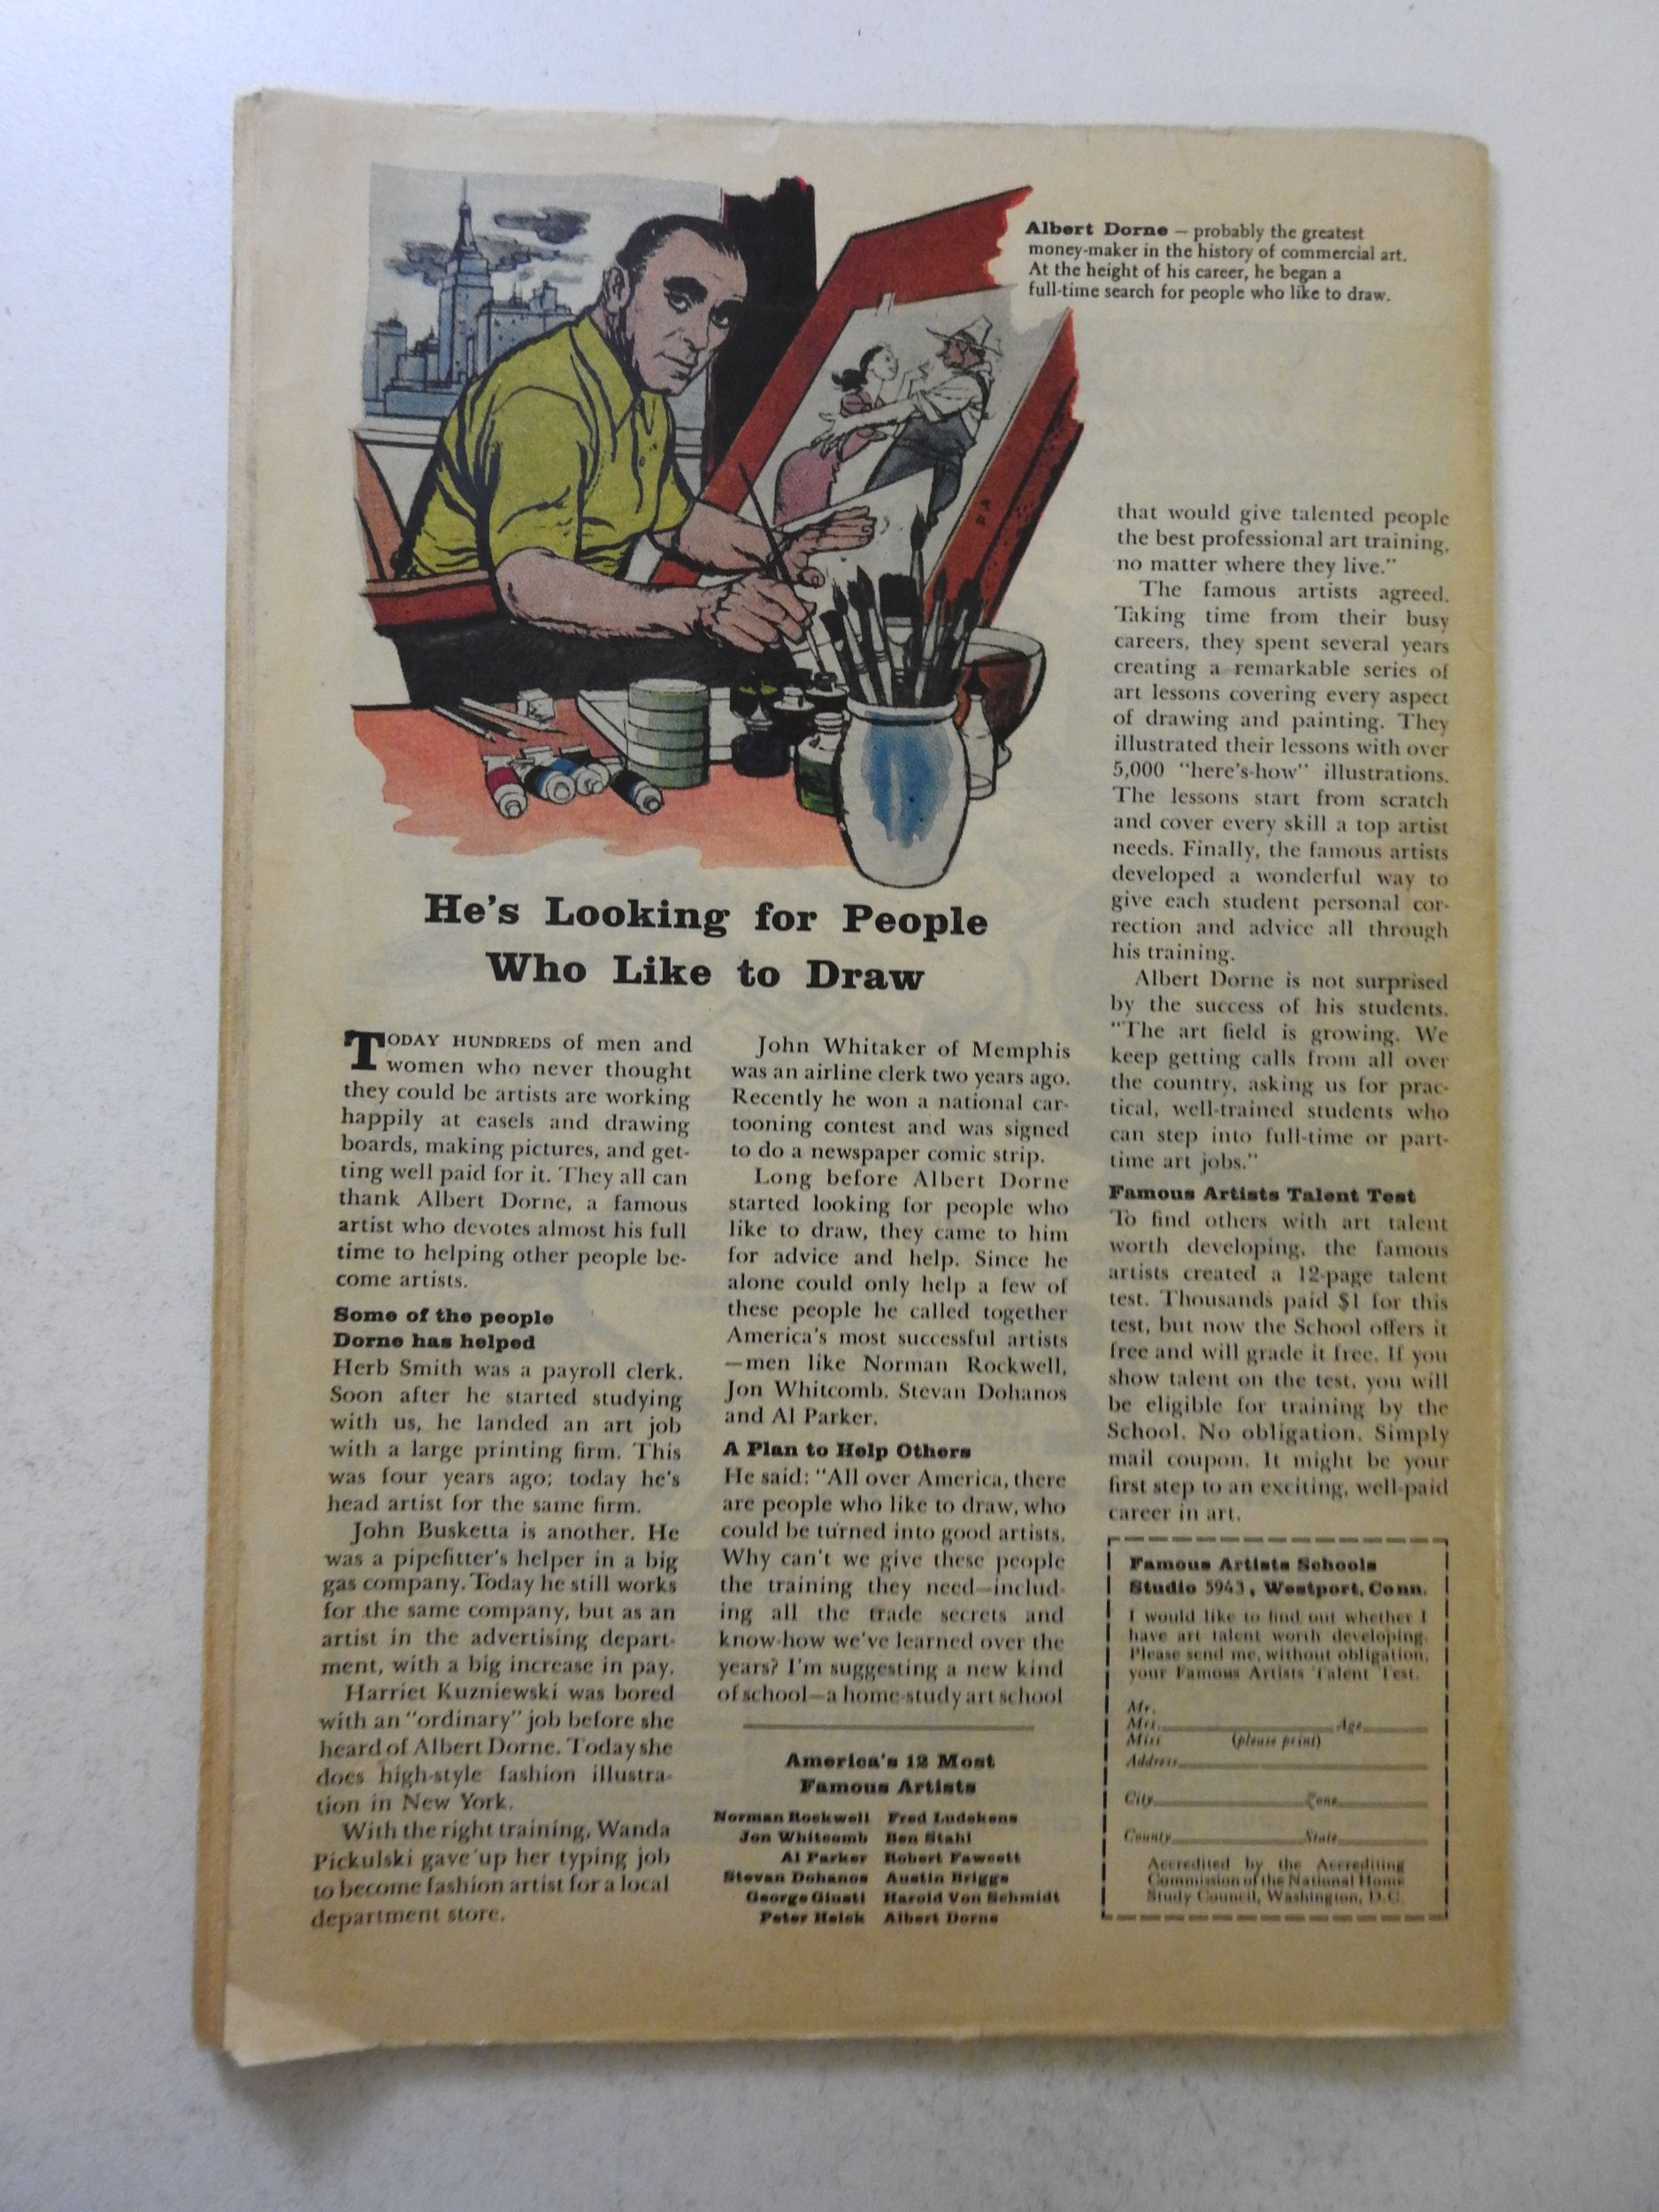 Albert Dorne – probably the greatest
money-maker in the history of commercial art.
At the height of his career, he began a
full-time search for people who like to draw.
He's Looking for People
Who Like to Draw
TODAY HUNDREDS of men and
women who never thought
they could be artists are working
happily at easels and drawing
boards, making pictures, and get-
ting well paid for it. They all can
thank Albert Dorne, a famous
artist who devotes almost his full
time to helping other people be-
come artists.
Some of the people
Dorne has helped
Herb Smith was a payroll clerk.
Soon after he started studying
with us, he landed an art job
with a large printing firm. This
was four years ago; today he's
head artist for the same firm.
John Busketta is another. He
was a pipefitter's helper in a big
gas company. Today he still works
for the same company, but as an
artist in the advertising depart-
ment, with a big increase in pay.
Harriet Kuzniewski was bored
with an "ordinary" job before she
heard of Albert Dorne. Today she
does high-style fashion illustra-
tion in New York.
With the right training, Wanda
Pickulski gave up her typing job
to become fashion artist for a local
department store.
John Whitaker of Memphis
was an airline clerk two years ago.
Recently he won a national car-
tooning contest and was signed
to do a newspaper comic strip.
Long before Albert Dorne
started looking for people who
like to draw, they came to him
for advice and help. Since he
alone could only help a few of
these people he called together
America's most successful artists
—men like Norman Rockwell,
Jon Whitcomb, Stevan Dohanos
and Al Parker.
A Plan to Help Others
He said: "All over America, there
are people who like to draw, who
could be turned into good artists.
Why can't we give these people
the training they need—includ-
ing all the trade secrets and
know-how we've learned over the
years? I'm suggesting a new kind
of school—a home-study art school
America's 12 Most
Famous Artists
Norman Rockwell Fred Ludekens
Jon Whitcomb Ben Stahl
Al Parker Robert Fawcett
Stevan Dohanos Austin Briggs
George Giusti Harold Von Schmidt
Peter Helck Albert Dorne
that would give talented people
the best professional art training,
no matter where they live."
The famous artists agreed.
Taking time from their busy
careers, they spent several years
creating a remarkable series of
art lessons covering every aspect
of drawing and painting. They
illustrated their lessons with over
5,000 "here's-how" illustrations.
The lessons start from scratch
and cover every skill a top artist
needs. Finally, the famous artists
developed a wonderful way to
give each student personal cor-
rection and advice all through
his training.
Albert Dorne is not surprised
by the success of his students.
"The art field is growing. We
keep getting calls from all over
the country, asking us for prac-
tical, well-trained students who
can step into full-time or part-
time art jobs."
Famous Artists Talent Test
To find others with art talent
worth developing, the famous
artists created a 12-page talent
test. Thousands paid $1 for this
test, but now the School offers it
free and will grade it free. If you
show talent on the test, you will
be eligible for training by the
School. No obligation. Simply
mail coupon. It might be your
first step to an exciting, well-paid
career in art.
Famous Artists Schools
Studio 5943, Westport, Conn.
I would like to find out whether I
have art talent worth developing.
Please send me, without obligation,
your Famous Artists Talent Test.
Mr.
Mrs. Age
Miss (please print)
Address
City Zone
County State
Accredited by the Accrediting
Commission of the National Home
Study Council, Washington, D.C.